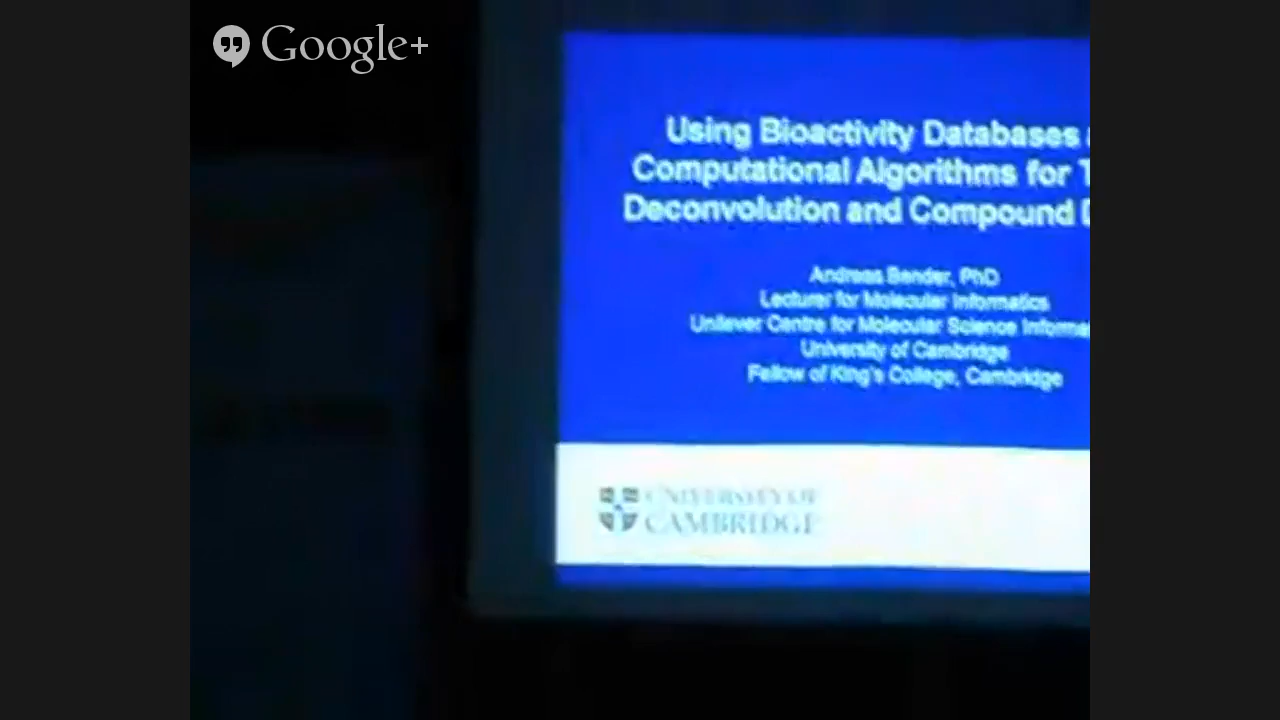 Google+
Using Bioactivity Databases
Computational Algorithms for
Deconvolution and Compound
Andreas Bender, PhD
Lecturer for Molecular Informatics
Unilever Centre for Molecular Science
University of Cambridge
Fellow of King's College, Cambridge
UNIVERSITY OF
CAMBRIDGE